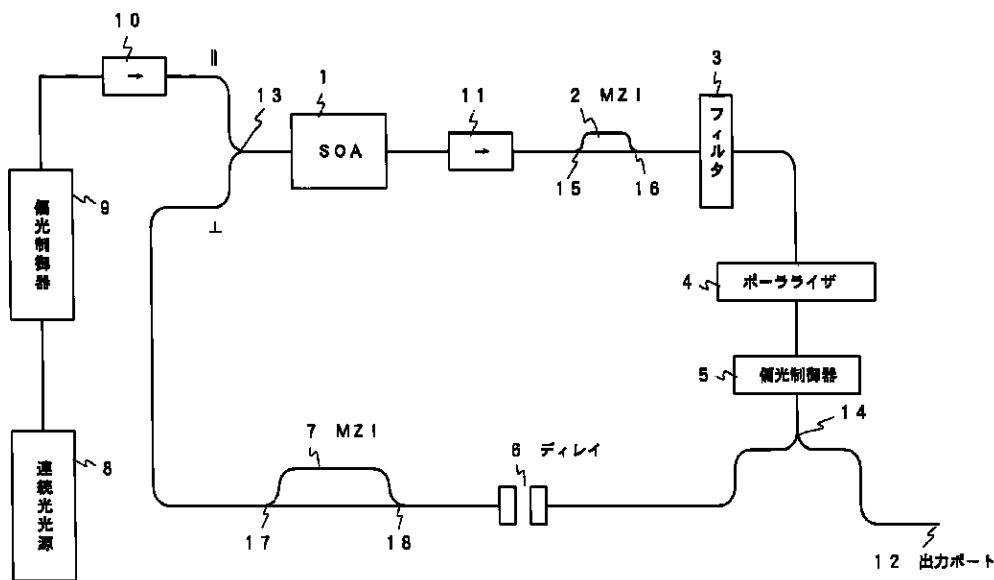 10
→
∥
13
1
SOA
11
→
2 MZI
15
16
3
フィルタ
偏光制御器
9
⊥
4
ポーラライザ
5
偏光制御器
14
7 MZI
6 ディレイ
17
18
連続光光源
8
12 出力ポート